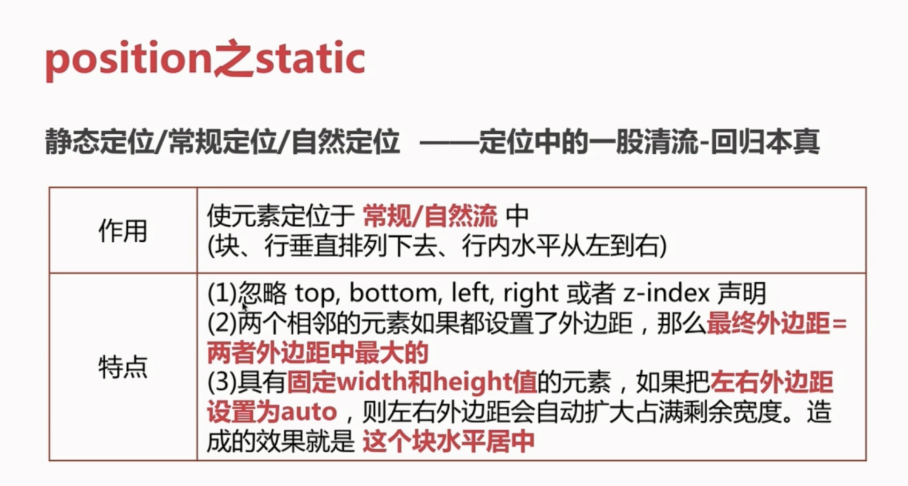 position之static
静态定位/常规定位/自然定位 ——定位中的一股清流-回归本真
作用
使元素定位于 常规/自然流 中
(块、行垂直排列下去、行内水平从左到右)
特点
(1)忽略 top, bottom, left, right 或者 z-index 声明
(2)两个相邻的元素如果都设置了外边距，那么最终外边距=
两者外边距中最大的
(3)具有固定width和height值的元素，如果把左右外边距
设置为auto，则左右外边距会自动扩大占满剩余宽度。造
成的效果就是 这个块水平居中